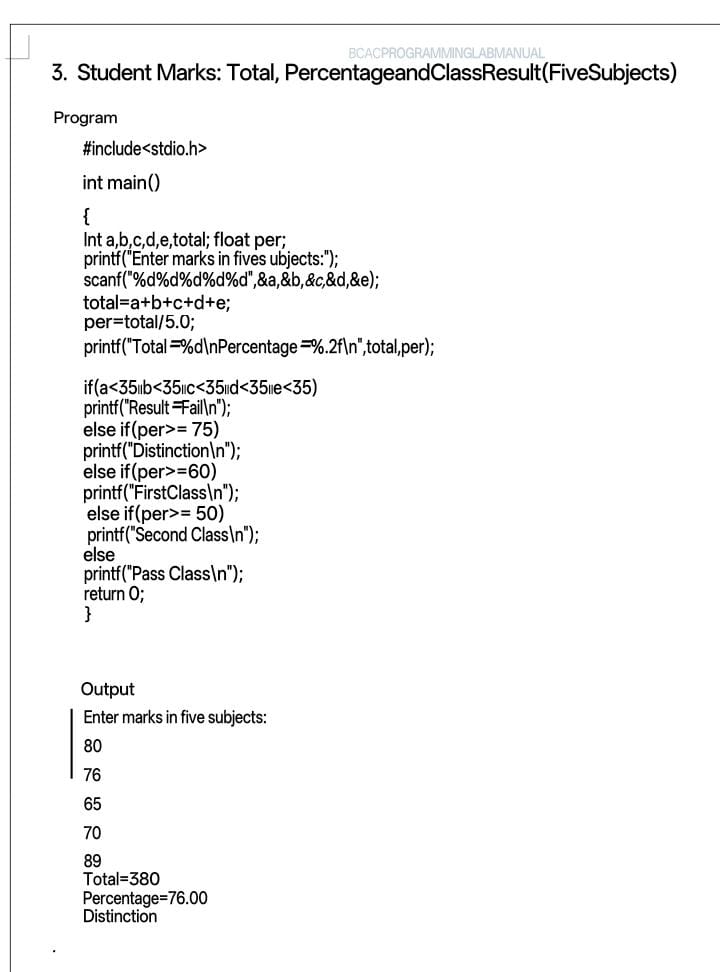 BCACPROGRAMMINGLABMANUAL
3. Student Marks: Total, PercentageandClassResult(FiveSubjects)
Program
#include<stdio.h>
int main()
{
Int a,b,c,d,e,total; float per;
printf("Enter marks in fives ubjects:");
scanf("%d%d%d%d%d",&a,&b,&c,&d,&e);
total=a+b+c+d+e;
per=total/5.0;
printf("Total =%d\nPercentage =%.2f\n",total,per);
if(a<35||b<35||c<35||d<35||e<35)
printf("Result =Fail\n");
else if(per>= 75)
printf("Distinction\n");
else if(per>=60)
printf("FirstClass\n");
else if(per>= 50)
printf("Second Class\n");
else
printf("Pass Class\n");
return 0;
}
Output
Enter marks in five subjects:
80
76
65
70
89
Total=380
Percentage=76.00
Distinction
.